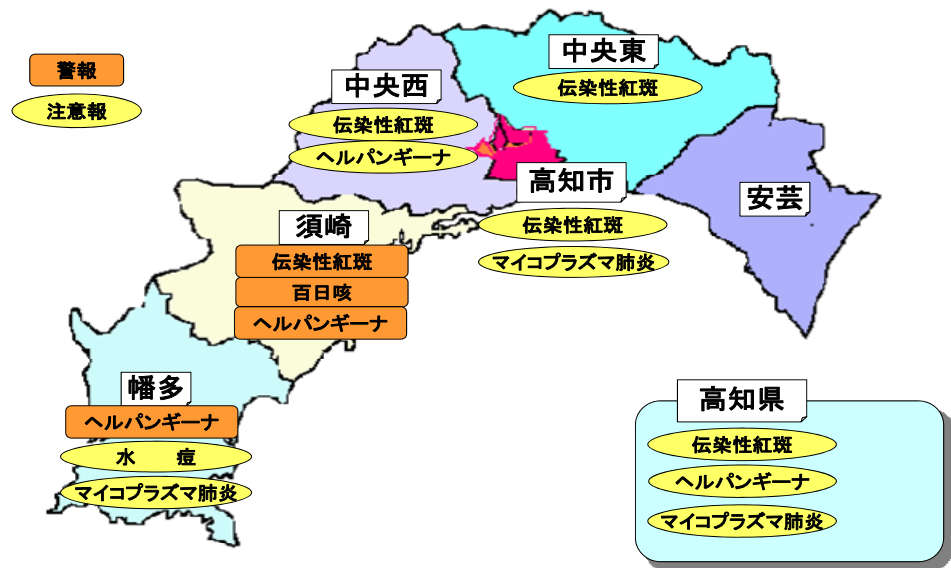 警報
注意報
中央東
伝染性紅斑
中央西
伝染性紅斑
ヘルパンギーナ
高知市
伝染性紅斑
マイコプラズマ肺炎
安芸
須崎
伝染性紅斑
百日咳
ヘルパンギーナ
幡多
ヘルパンギーナ
水　痘
マイコプラズマ肺炎
高知県
伝染性紅斑
ヘルパンギーナ
マイコプラズマ肺炎